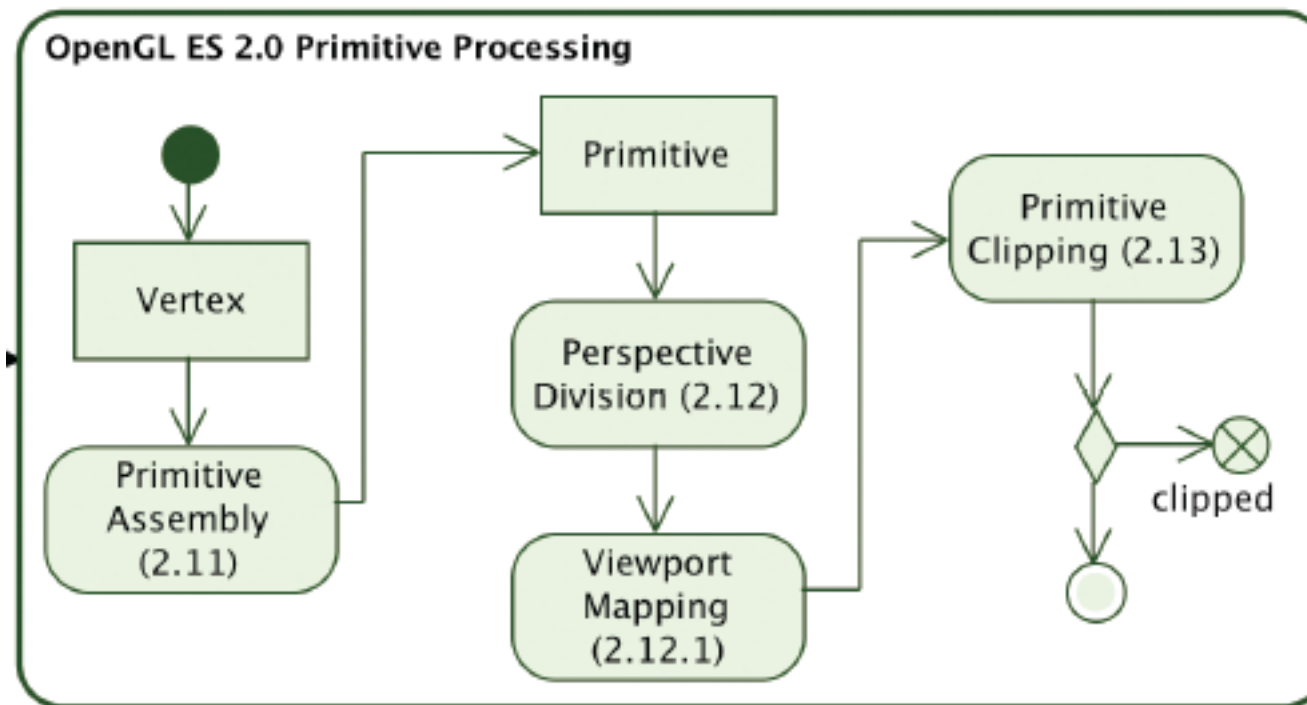 OpenGL ES 2.0 Primitive Processing
Vertex
Primitive
Assembly
(2.11)
Primitive
Perspective
Division (2.12)
Viewport
Mapping
(2.12.1)
Primitive
Clipping (2.13)
clipped